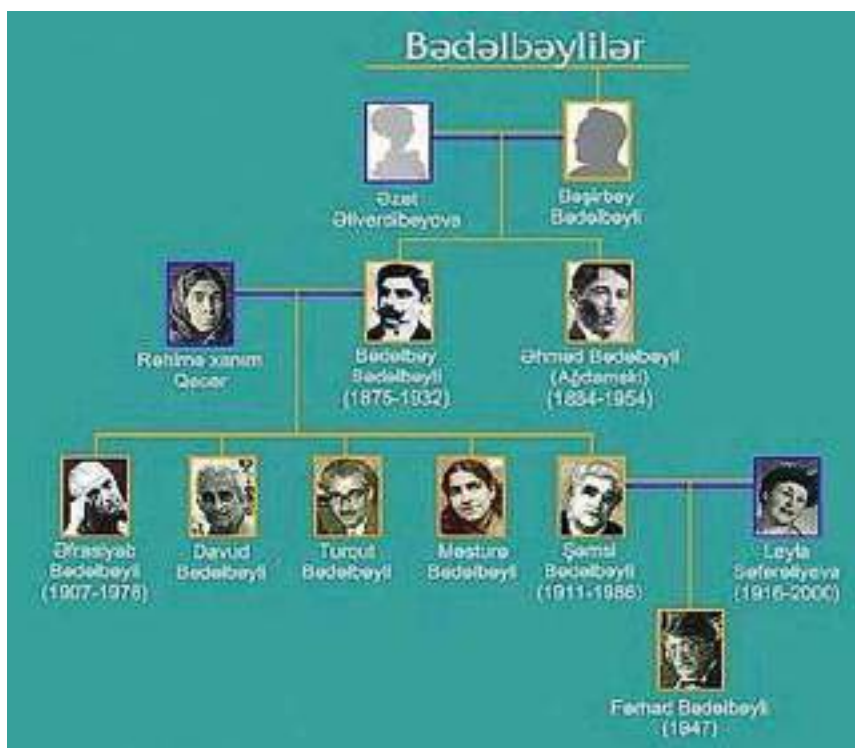 Bədəlbəylilər
Əzət
Əliverdibəyova
Bəşirbəy
Bədəlbəyli
Rəhimə xanım
Qacar
Bədəlbəy
Bədəlbəyli
(1875-1932)
Əhməd Bədəlbəyli
(Ağdamski)
(1884-1954)
Əfrasiyab
Bədəlbəyli
(1907-1976)
Davud
Bədəlbəyli
Turqut
Bədəlbəyli
Məsturə
Bədəlbəyli
Şəmsi
Bədəlbəyli
(1911-1986)
Leyla
Səfərəliyeva
(1916-2000)
Fərhad Bədəlbəyli
(1947)